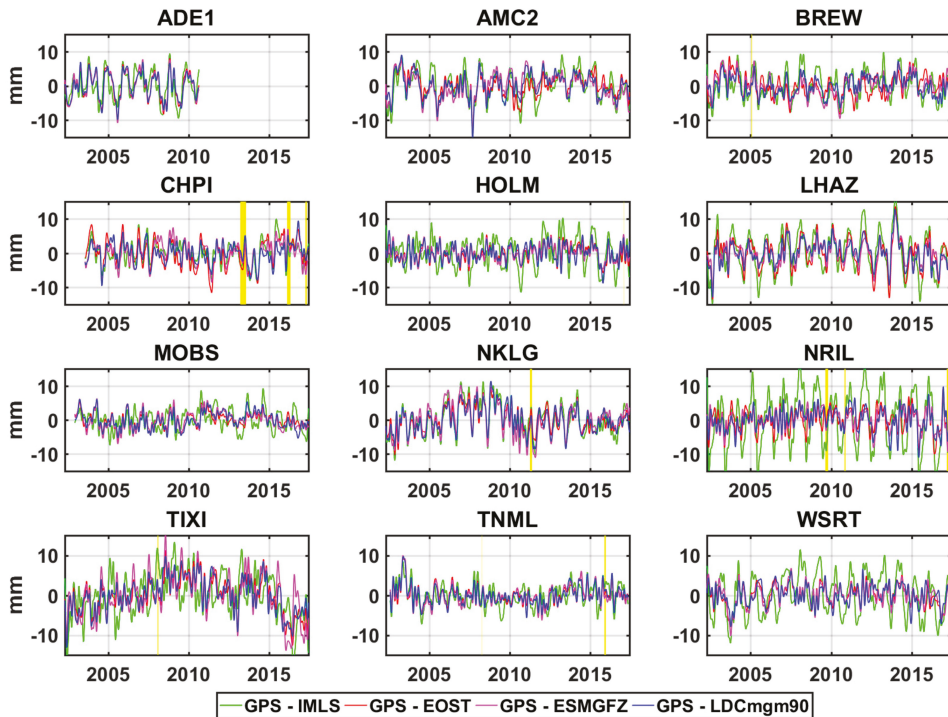 ADE1 AMC2 BREW
mm
10
0
-10
2005 2010 2015
10
0
-10
2005 2010 2015
10
0
-10
2005 2010 2015
CHPI HOLM LHAZ
mm
10
0
-10
2005 2010 2015
10
0
-10
2005 2010 2015
10
0
-10
2005 2010 2015
MOBS NKLG NRIL
mm
10
0
-10
2005 2010 2015
10
0
-10
2005 2010 2015
10
0
-10
2005 2010 2015
TIXI TNML WSRT
mm
10
0
-10
2005 2010 2015
10
0
-10
2005 2010 2015
10
0
-10
2005 2010 2015
GPS - IMLS GPS - EOST GPS - ESMGFZ GPS - LDCmgm90